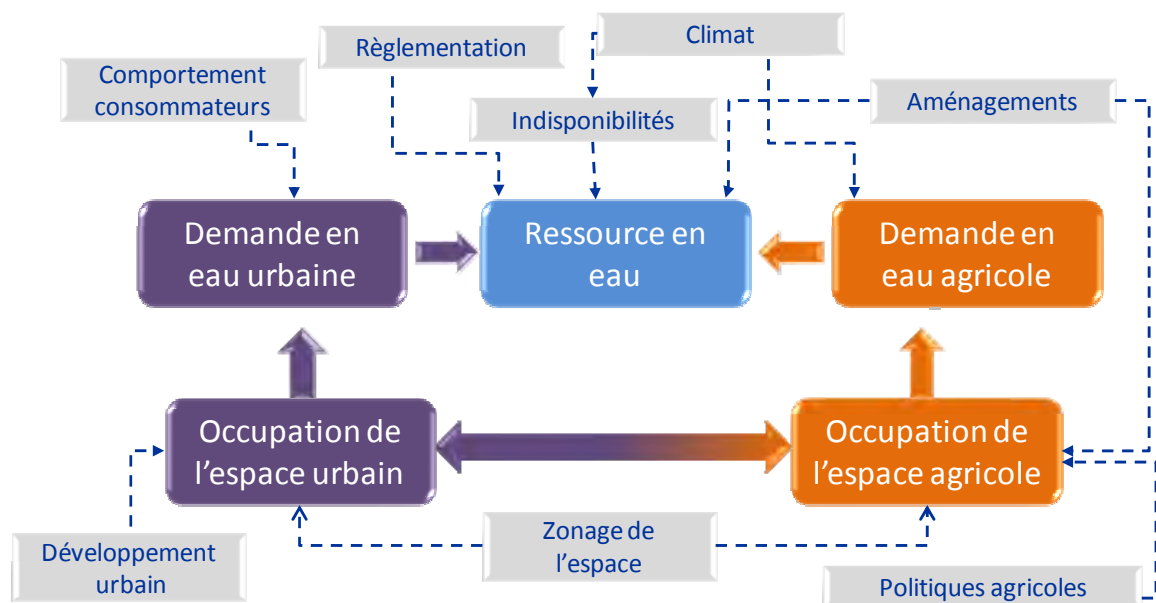 Règlementation
Climat
Comportement
consommateurs
Indisponibilités
Aménagements
Demande en
eau urbaine
Ressource en
eau
Demande en
eau agricole
Occupation de
l’espace urbain
Occupation de
l’espace agricole
Développement
urbain
Zonage de
l’espace
Politiques agricoles